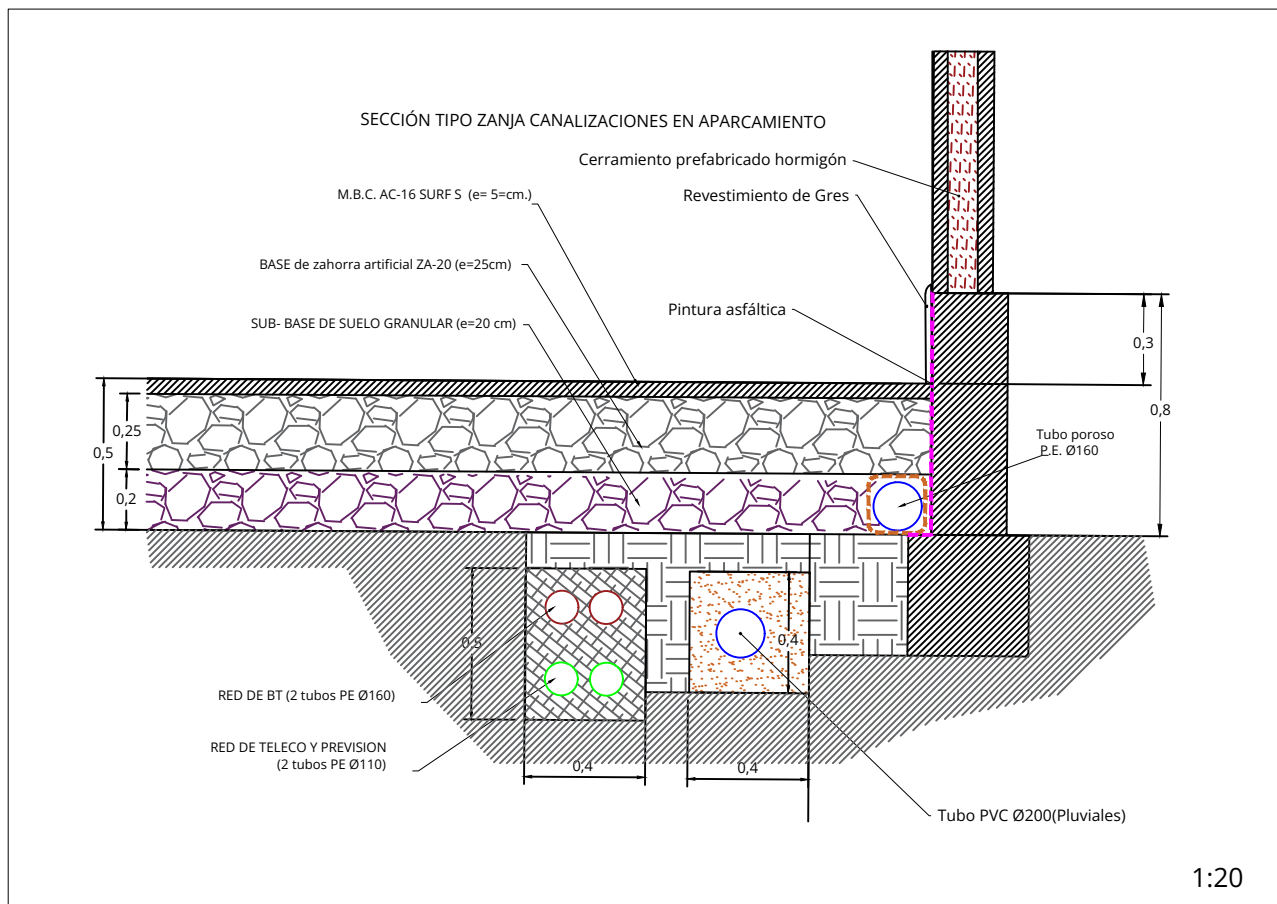 SECCIÓN TIPO ZANJA CANALIZACIONES EN APARCAMIENTO
Cerramiento prefabricado hormigón
M.B.C. AC-16 SURF S (e= 5=cm.)
Revestimiento de Gres
BASE de zahorra artificial ZA-20 (e=25cm)
Pintura asfáltica
SUB- BASE DE SUELO GRANULAR (e=20 cm)
0,3
0,8
0,25
0,5
0,2
Tubo poroso
P.E. Ø160
0,5
0,4
RED DE BT (2 tubos PE Ø160)
RED DE TELECO Y PREVISION
(2 tubos PE Ø110)
0,4
0,4
Tubo PVC Ø200(Pluviales)
1:20